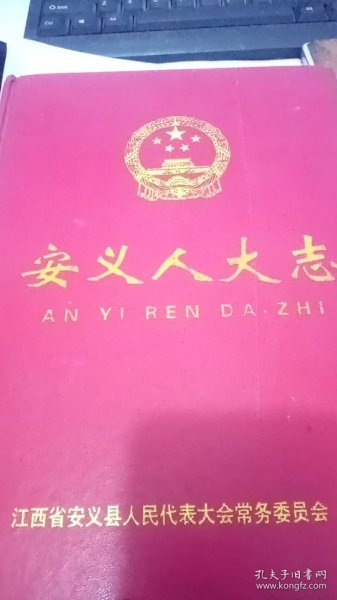 安义人大志
AN YI REN DA ZHI
江西省安义县人民代表大会常务委员会
孔夫子旧书网
www.kongfz.com